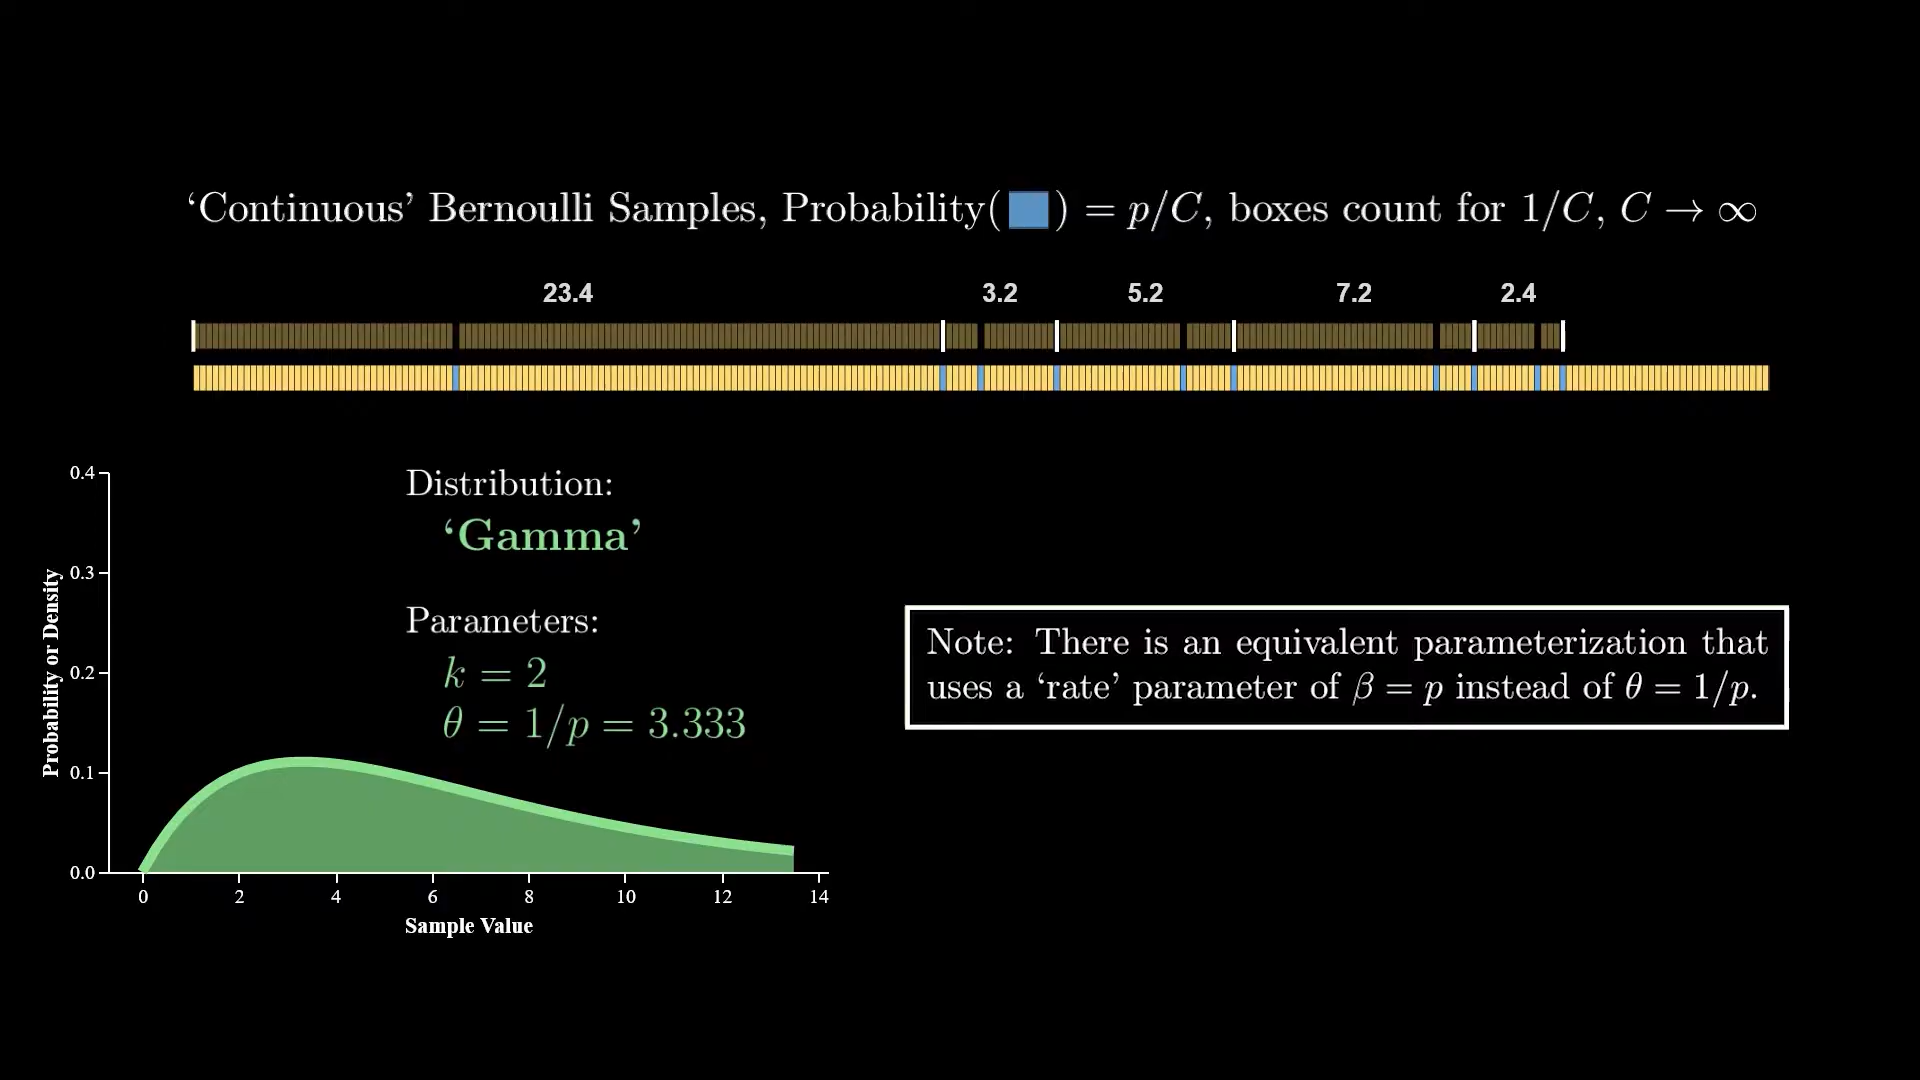 ‘Continuous’ Bernoulli Samples, Probability( ) = p/C, boxes count for 1/C, C → ∞
23.4 3.2 5.2 7.2 2.4
Distribution:
‘Gamma’
Parameters:
k = 2
θ = 1/p = 3.333
Note: There is an equivalent parameterization that
uses a ‘rate’ parameter of β = p instead of θ = 1/p.
Probability or Density
0.4
0.3
0.2
0.1
0.0
0 2 4 6 8 10 12 14
Sample Value